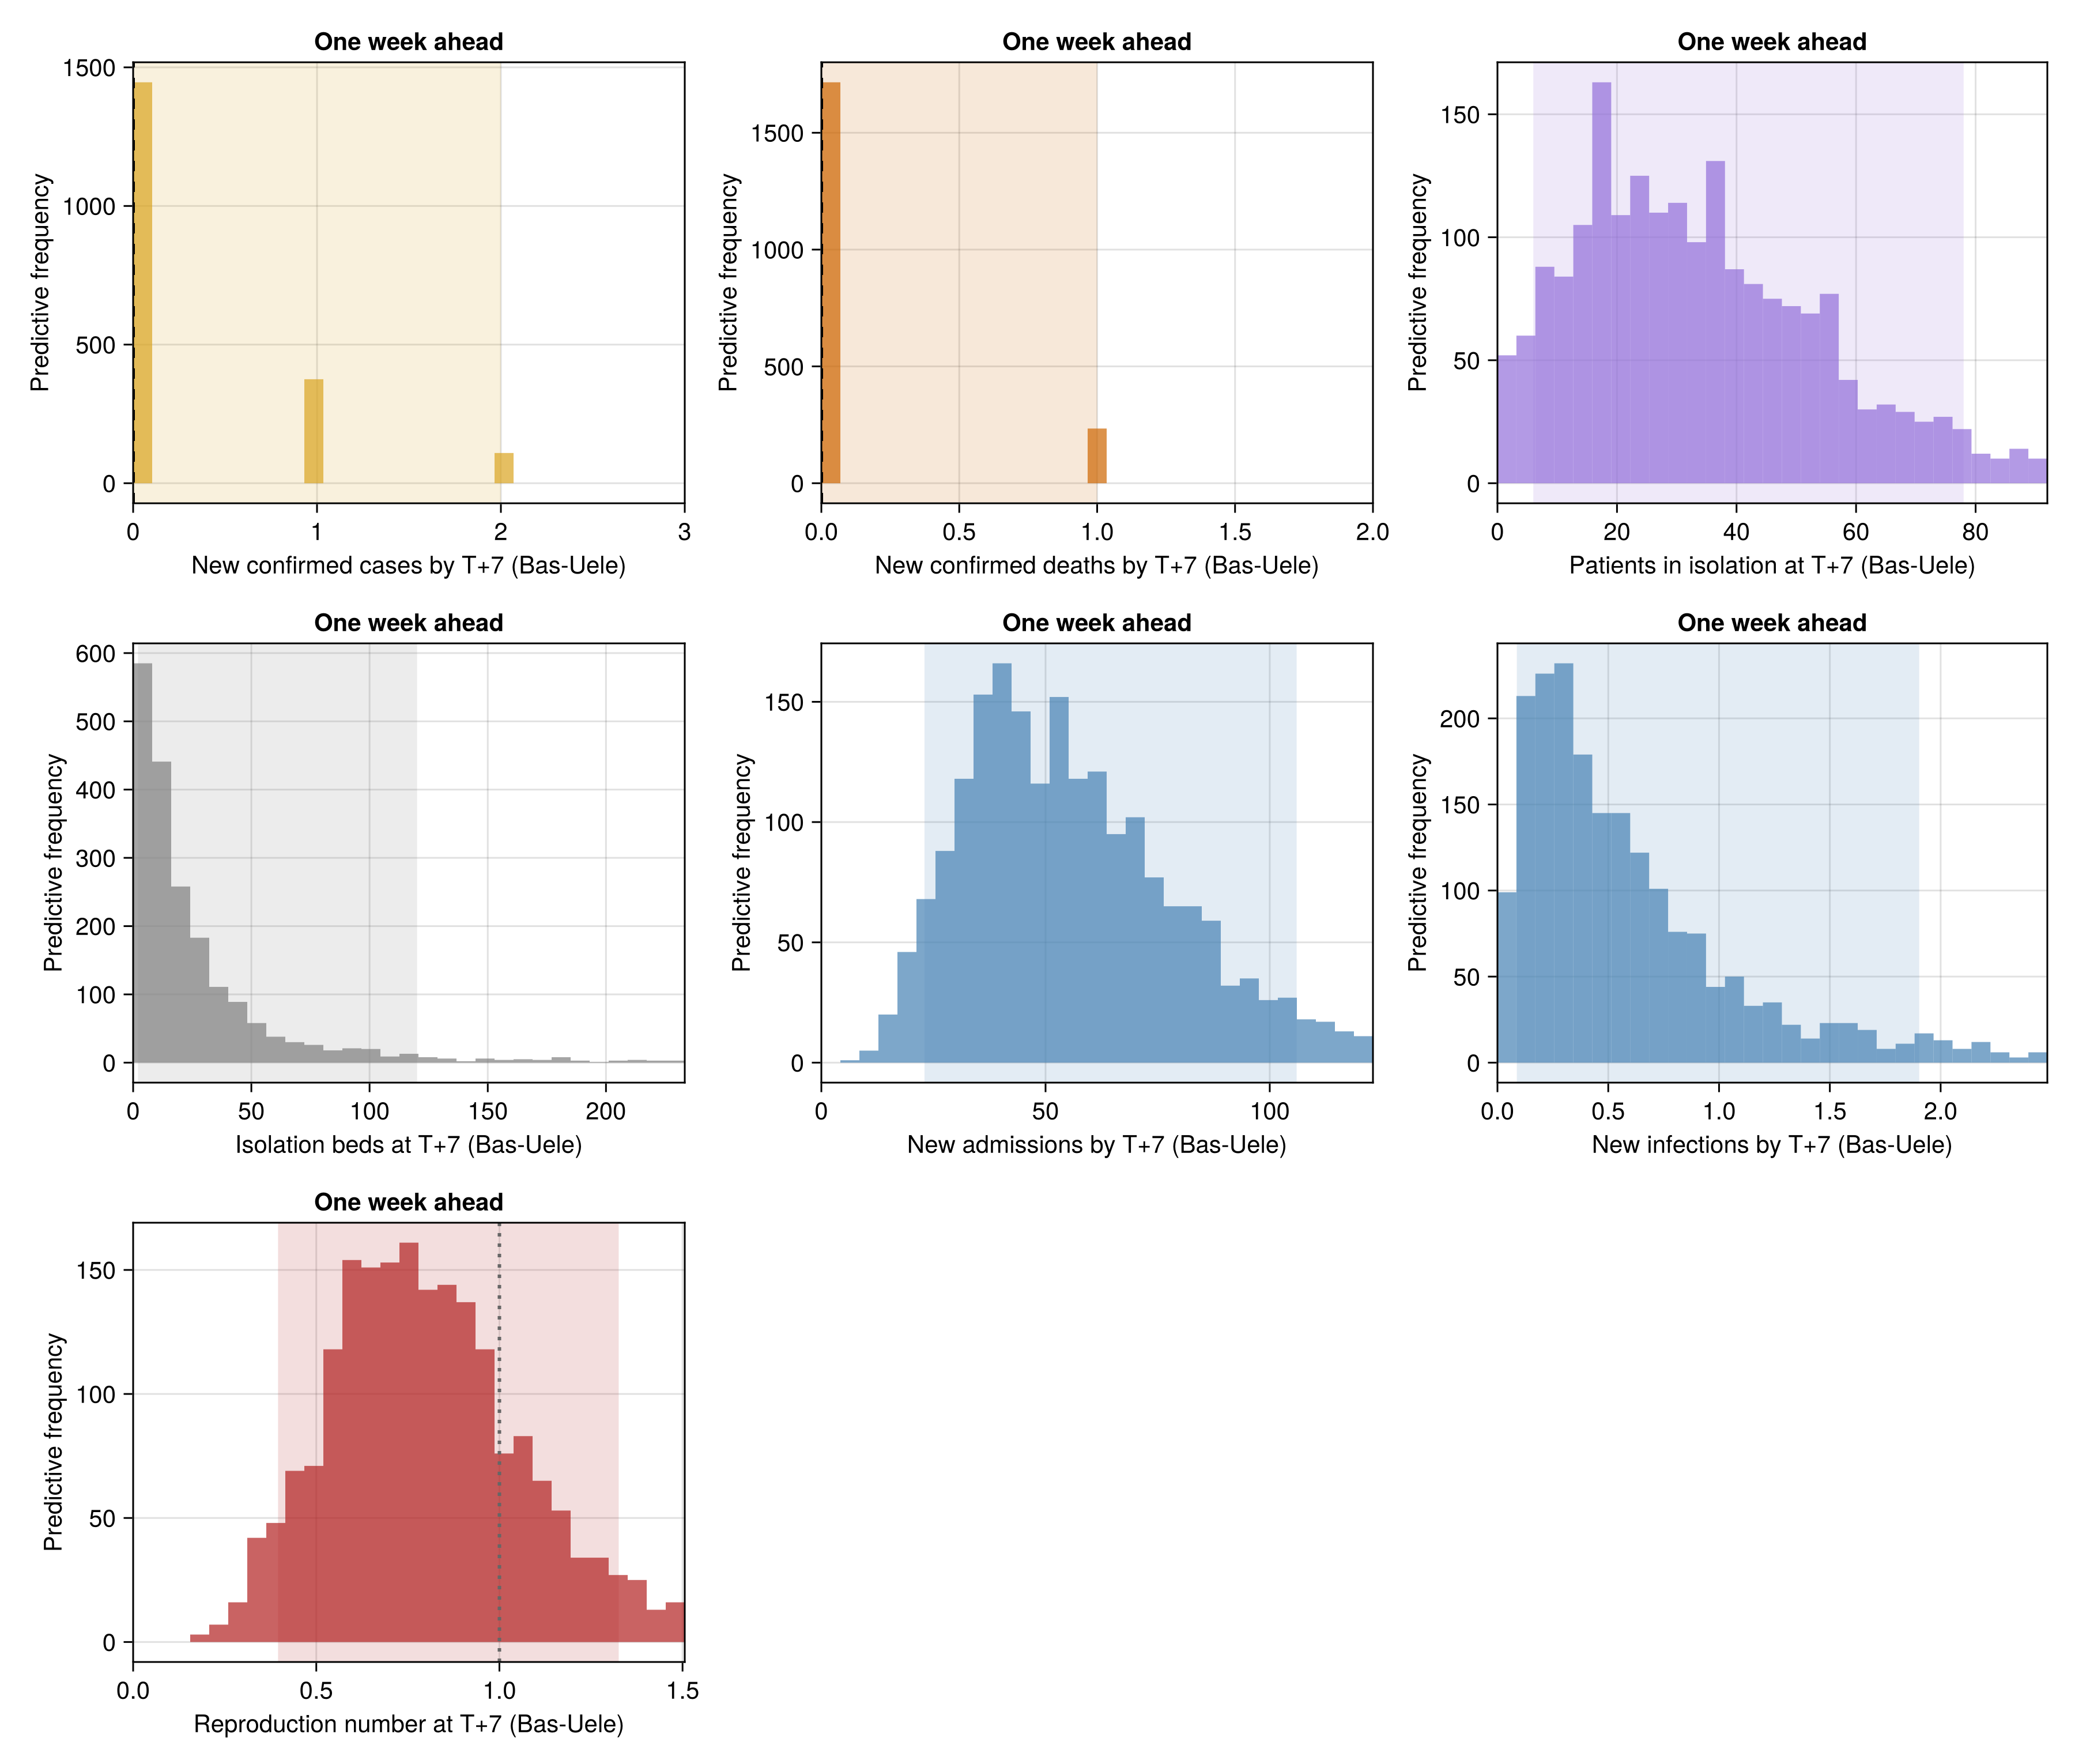 One week ahead
Predictive frequency
1500
1000
500
0
0 1 2 3
New confirmed cases by T+7 (Bas-Uele)
One week ahead
Predictive frequency
1500
1000
500
0
0.0 0.5 1.0 1.5 2.0
New confirmed deaths by T+7 (Bas-Uele)
One week ahead
Predictive frequency
150
100
50
0
0 20 40 60 80
Patients in isolation at T+7 (Bas-Uele)
One week ahead
Predictive frequency
600
500
400
300
200
100
0
0 50 100 150 200
Isolation beds at T+7 (Bas-Uele)
One week ahead
Predictive frequency
150
100
50
0
0 50 100
New admissions by T+7 (Bas-Uele)
One week ahead
Predictive frequency
200
150
100
50
0
0.0 0.5 1.0 1.5 2.0
New infections by T+7 (Bas-Uele)
One week ahead
Predictive frequency
150
100
50
0
0.0 0.5 1.0 1.5
Reproduction number at T+7 (Bas-Uele)